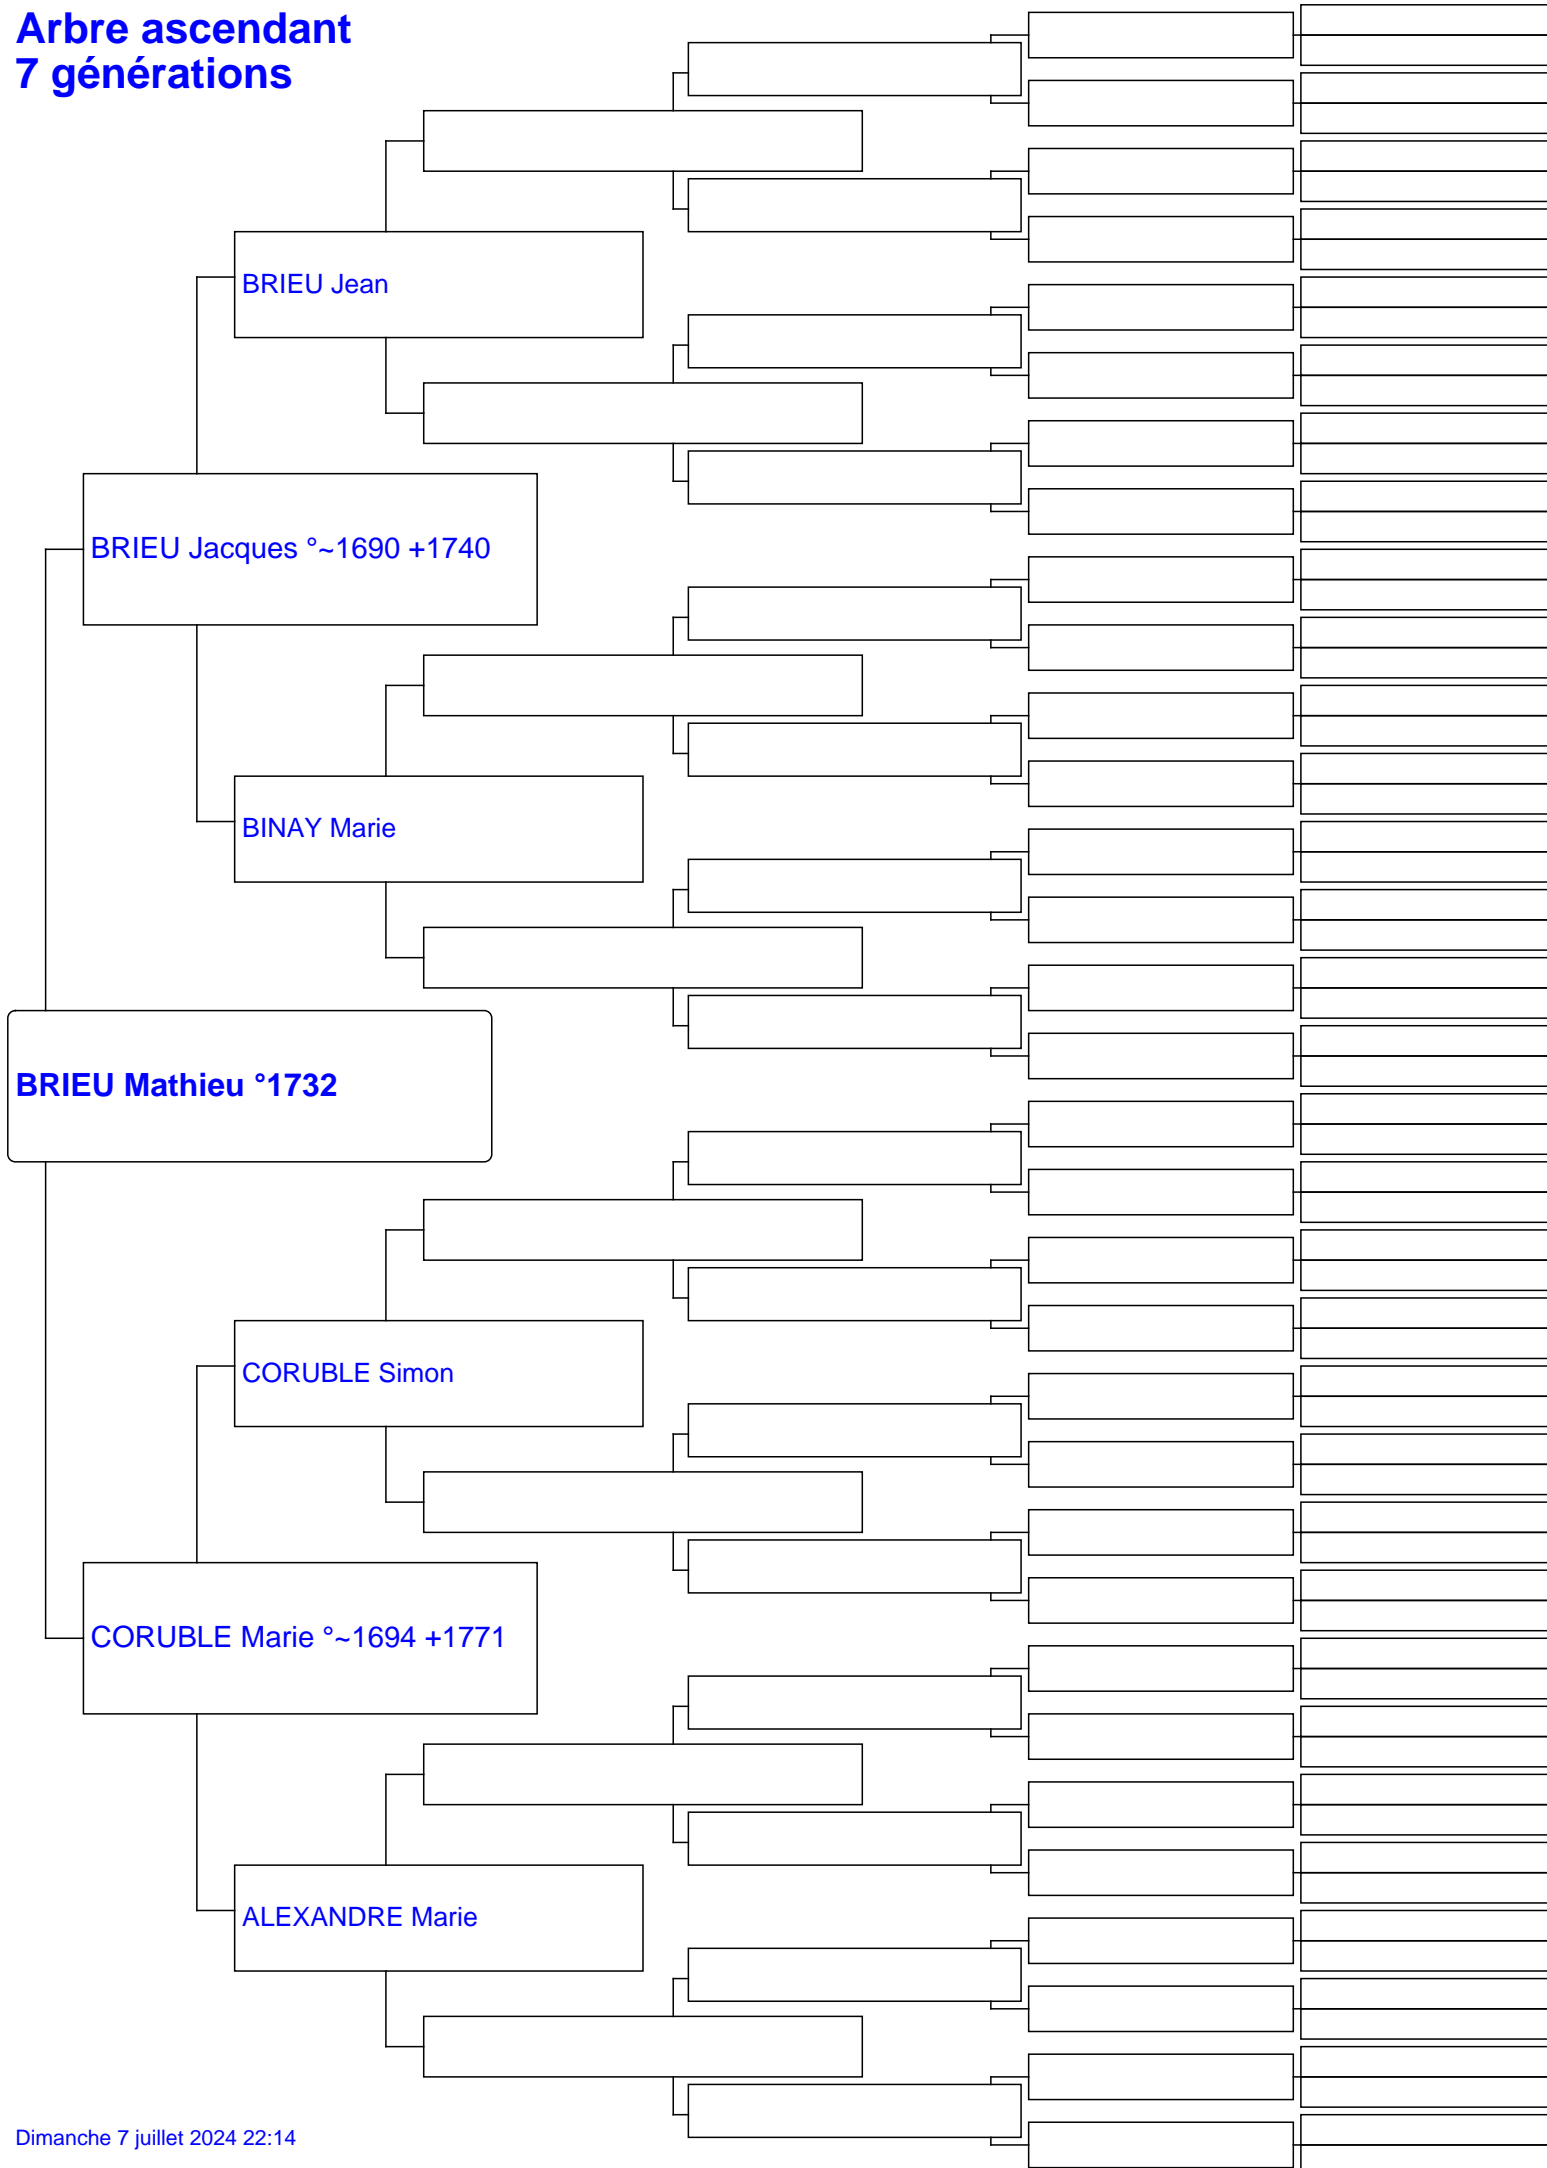 Arbre ascendant
7 générations
BRIEU Jean
BRIEU Jacques °~1690 +1740
BINAY Marie
BRIEU Mathieu °1732
CORUBLE Simon
CORUBLE Marie °~1694 +1771
ALEXANDRE Marie
Dimanche 7 juillet 2024 22:14